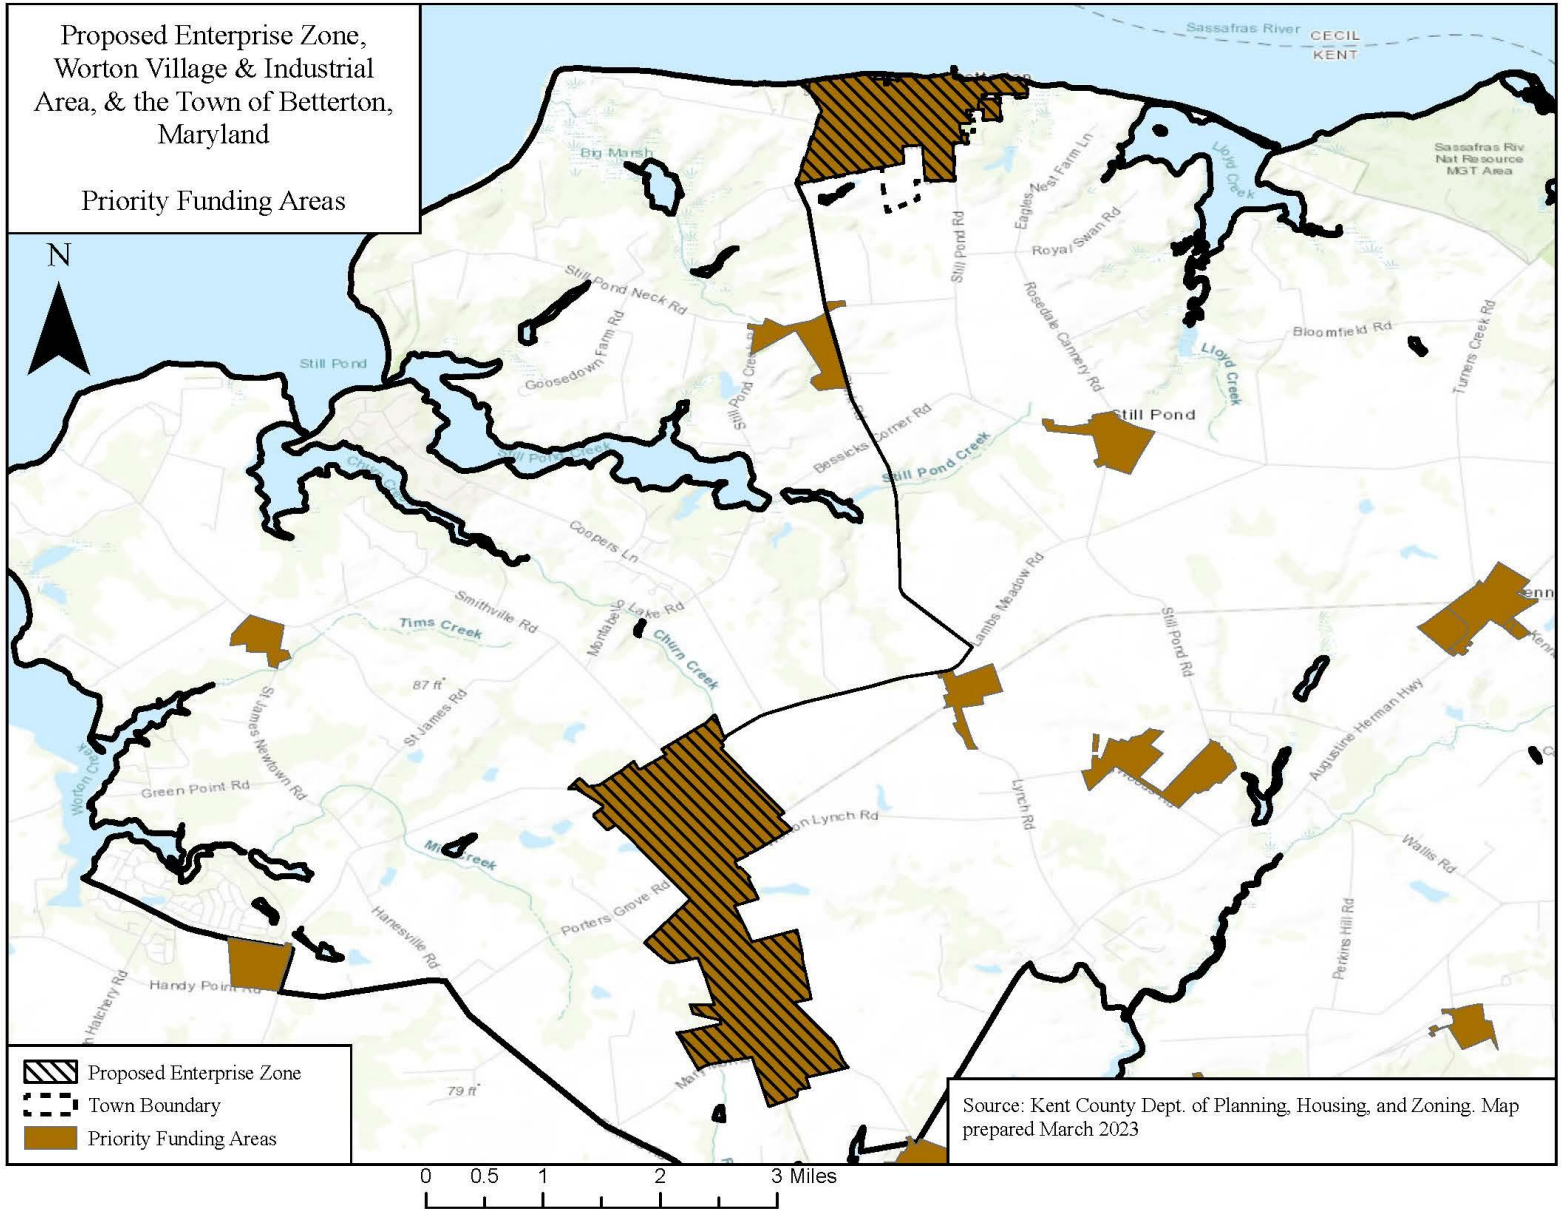 Proposed Enterprise Zone,
Worton Village & Industrial
Area, & the Town of Betterton,
Maryland
Priority Funding Areas
N
Sassafras River
CECIL
KENT
Big Marsh
Lloyd Creek
Sassafras Riv
Nat Resource
MGT Area
Eagles Nest Farm Ln
Still Pond Rd
Royal Swan Rd
Still Pond Neck Rd
Rosedale Cannery Rd
Bloomfield Rd
Turners Creek Rd
Lloyd Creek
Still Pond
Goosedown Farm Rd
Still Pond
Bessicks Corner Rd
Still Pond Creek
Still Pond Creek
Coopers Ln
Smithville Rd
Tims Creek
Lake Rd
Churn Creek
Lambs Meadow Rd
Still Pond Rd
87 ft
St James Rd
St James Newtown Rd
Augustine Herman Hwy
Worton Creek
Green Point Rd
Lynch Rd
Lynch Rd
Creek
Wallis Rd
Porters Grove Rd
Hanesville Rd
Perkins Hill Rd
Handy Point Rd
Hatchery Rd
79 ft
Proposed Enterprise Zone
Town Boundary
Priority Funding Areas
Source: Kent County Dept. of Planning, Housing, and Zoning. Map
prepared March 2023
0 0.5 1 2 3 Miles